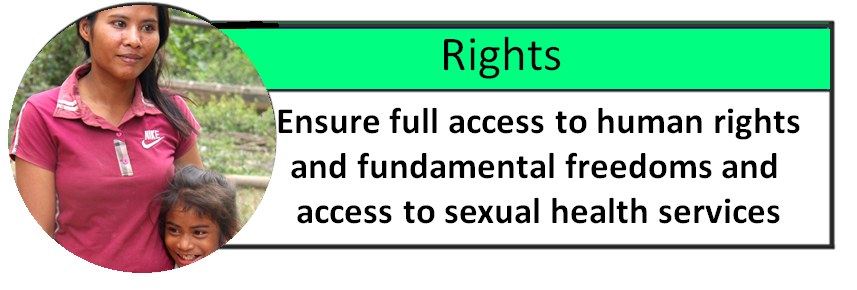 Rights
Ensure full access to human rights
and fundamental freedoms and
access to sexual health services
NIKE